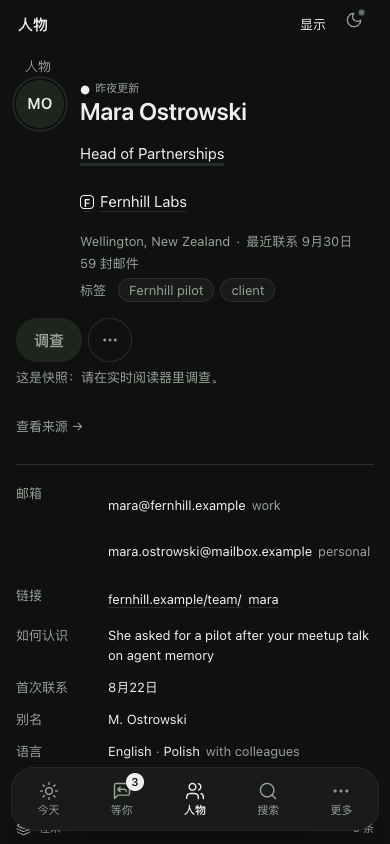 人物
显示
人物
MO
昨夜更新
Mara Ostrowski
Head of Partnerships
F Fernhill Labs
Wellington, New Zealand · 最近联系 9月30日
59 封邮件
标签 Fernhill pilot client
调查
这是快照：请在实时阅读器里调查。
查看来源 →
邮箱
mara@fernhill.example work
mara.ostrowski@mailbox.example personal
链接 fernhill.example/team/ mara
如何认识 She asked for a pilot after your meetup talk
on agent memory
首次联系 8月22日
别名 M. Ostrowski
语言 English · Polish with colleagues
3
今天 等你 人物 搜索 更多